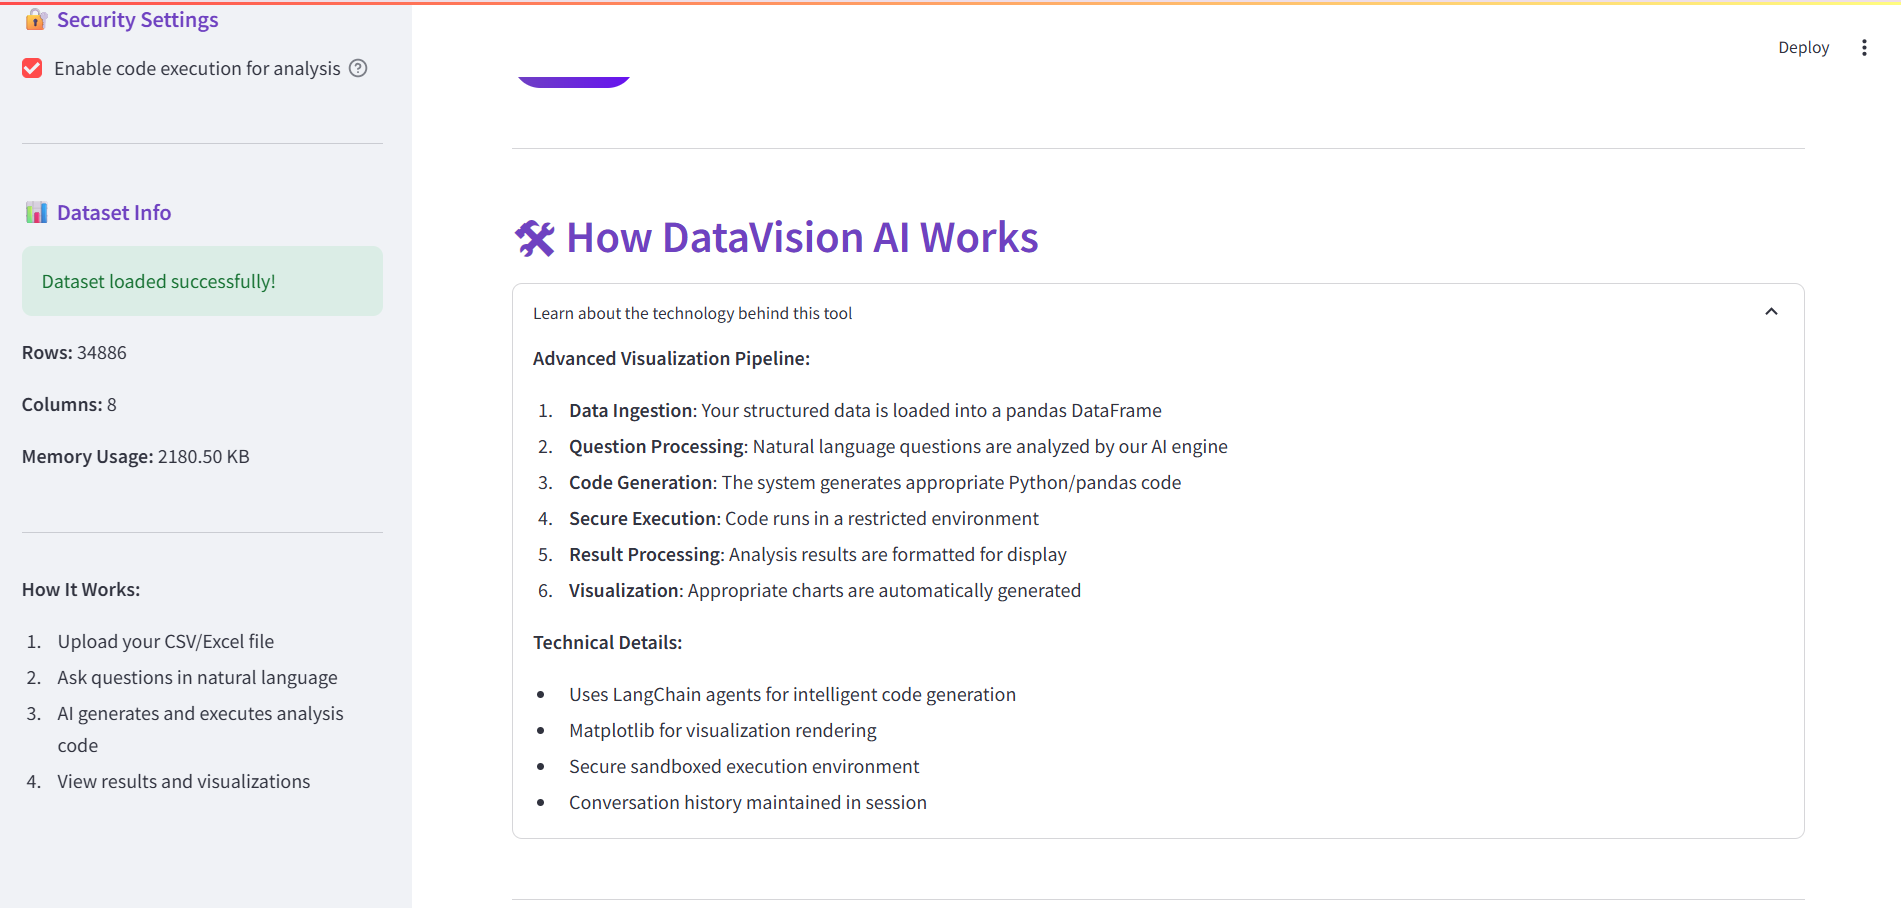 Security Settings
Enable code execution for analysis
Dataset Info
Dataset loaded successfully!
Rows: 34886
Columns: 8
Memory Usage: 2180.50 KB
How It Works:
1. Upload your CSV/Excel file
2. Ask questions in natural language
3. AI generates and executes analysis
code
4. View results and visualizations
Deploy
How DataVision AI Works
Learn about the technology behind this tool
Advanced Visualization Pipeline:
1. Data Ingestion: Your structured data is loaded into a pandas DataFrame
2. Question Processing: Natural language questions are analyzed by our AI engine
3. Code Generation: The system generates appropriate Python/pandas code
4. Secure Execution: Code runs in a restricted environment
5. Result Processing: Analysis results are formatted for display
6. Visualization: Appropriate charts are automatically generated
Technical Details:
• Uses LangChain agents for intelligent code generation
• Matplotlib for visualization rendering
• Secure sandboxed execution environment
• Conversation history maintained in session